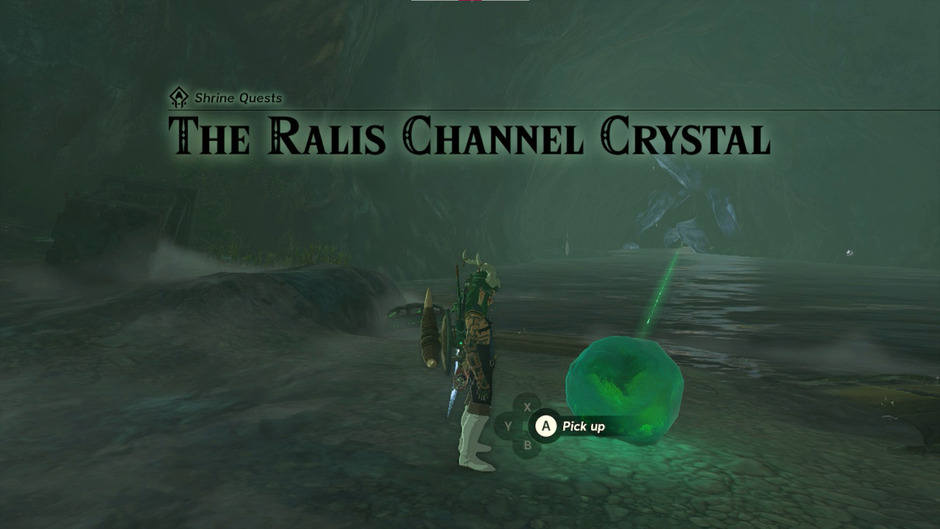 Shrine Quests
THE RALIS CHANNEL CRYSTAL
X
Y
A Pick up
B